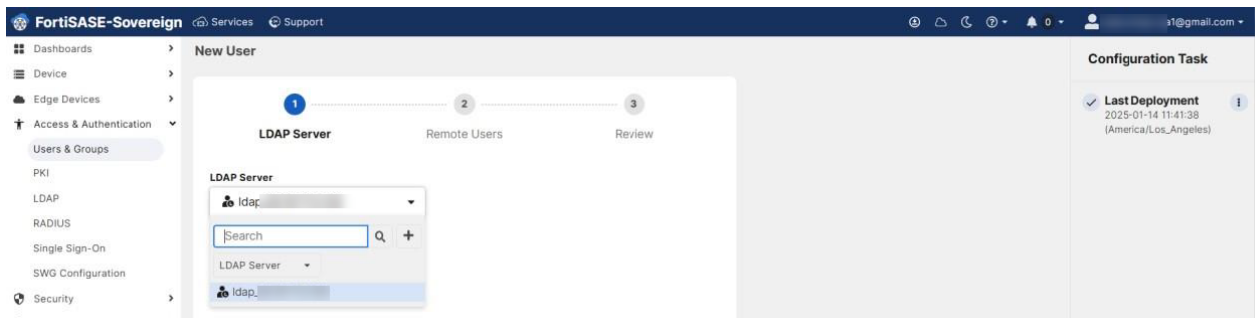 FortiSASE-Sovereign Services Support 0 a1@gmail.com
Dashboards
Device
Edge Devices
Access & Authentication
Users & Groups
PKI
LDAP
RADIUS
Single Sign-On
SWG Configuration
Security
New User
1 2 3
LDAP Server Remote Users Review
LDAP Server
ldap
Search
LDAP Server
ldap_
Configuration Task
Last Deployment
2025-01-14 11:41:38
(America/Los_Angeles)